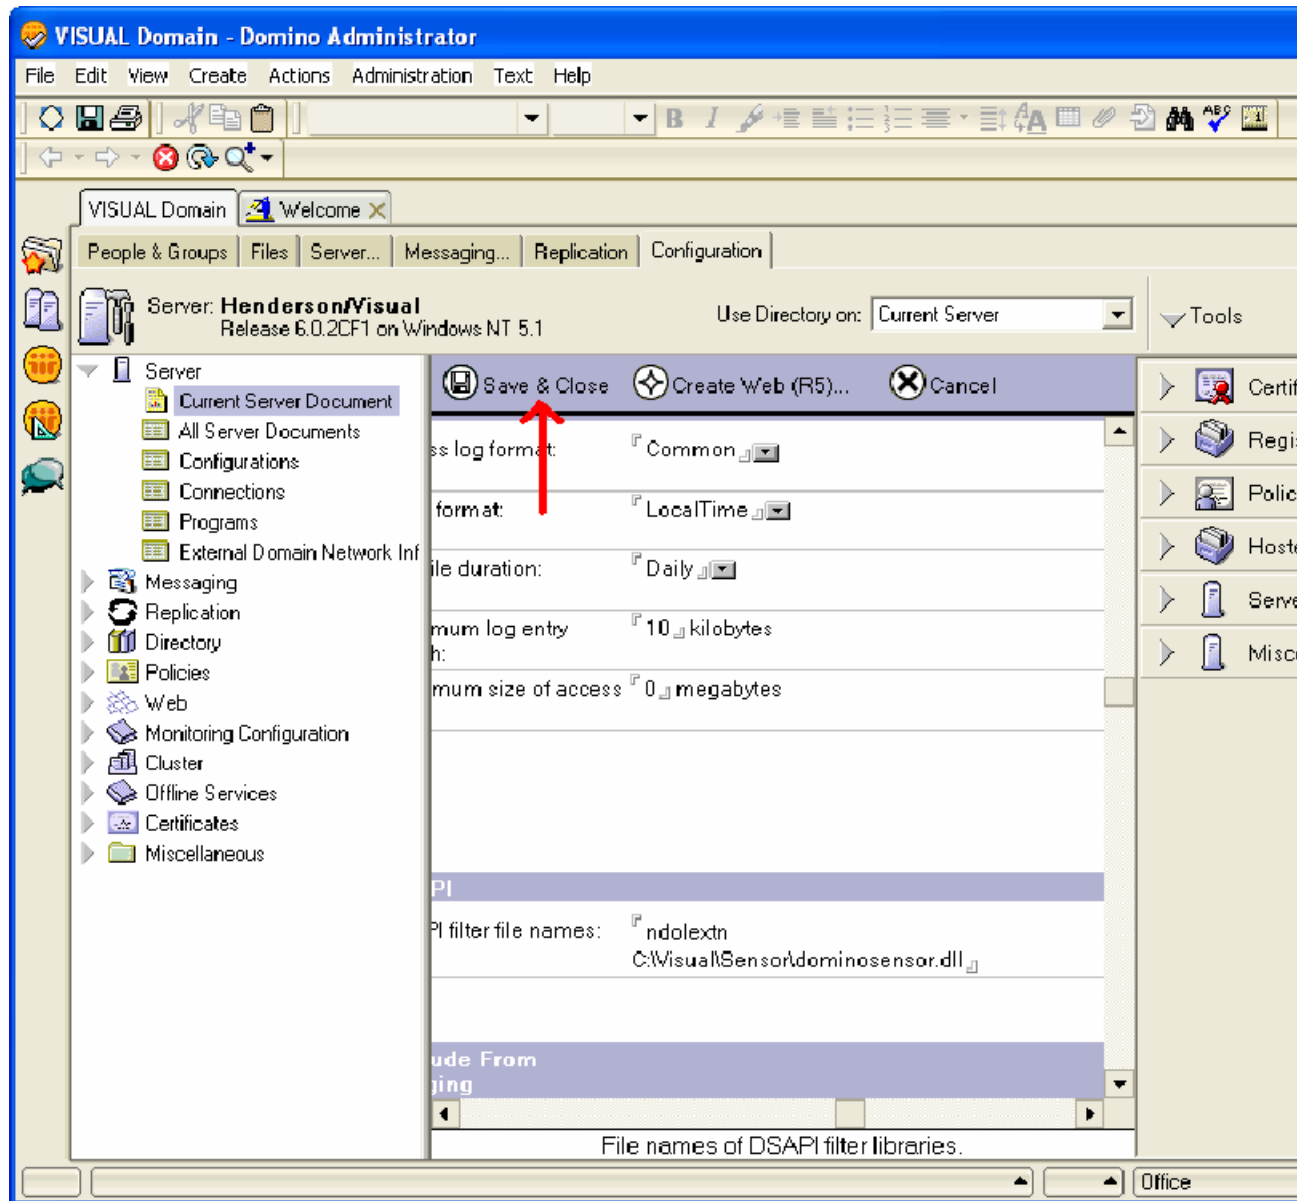 VISUAL Domain - Domino Administrator
File Edit View Create Actions Administration Text Help
VISUAL Domain Welcome
People & Groups Files Server... Messaging... Replication Configuration
Server: Henderson/Visual
Release 6.0.2CF1 on Windows NT 5.1
Use Directory on: Current Server
Tools
Server
Current Server Document
All Server Documents
Configurations
Connections
Programs
External Domain Network Inf
Messaging
Replication
Directory
Policies
Web
Monitoring Configuration
Cluster
Offline Services
Certificates
Miscellaneous
Save & Close Create Web (R5)... Cancel
ss log format: Common
format: LocalTime
ile duration: Daily
mum log entry 10 kilobytes
h:
mum size of access 0 megabytes
PI
PI filter file names: ndolextn
C:\Visual\Sensor\dominosensor.dll
ude From
ging
File names of DSAPI filter libraries.
Certif
Regi
Polic
Hoste
Serve
Misce
Office